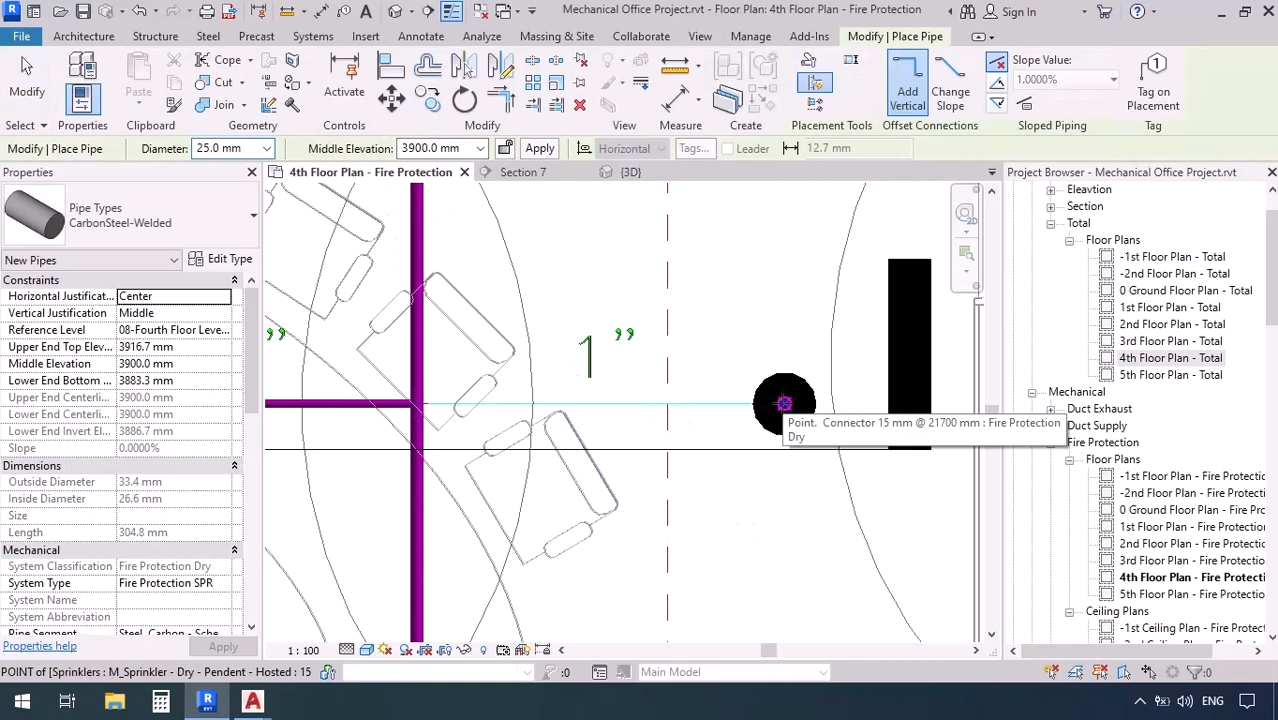 Mechanical Office Project.rvt - Floor Plan: 4th Floor Plan - Fire Protection
Sign In
File
Architecture
Structure
Steel
Precast
Systems
Insert
Annotate
Analyze
Massing & Site
Collaborate
View
Manage
Add-Ins
Modify | Place Pipe
Modify
Paste
Cope
Cut
Join
Activate
Add
Vertical
Change
Slope
Slope Value:
1.0000%
Tag on
Placement
Select
Properties
Clipboard
Geometry
Controls
Modify
View
Measure
Create
Placement Tools
Offset Connections
Sloped Piping
Tag
Modify | Place Pipe
Diameter:
25.0 mm
Middle Elevation:
3900.0 mm
Apply
Horizontal
Tags...
Leader
12.7 mm
Properties
4th Floor Plan - Fire Protection
Section 7
{3D}
Project Browser - Mechanical Office Project.rvt
Pipe Types
CarbonSteel-Welded
New Pipes
Edit Type
Constraints
Horizontal Justificat...
Center
Vertical Justification
Middle
Reference Level
08-Fourth Floor Leve...
Upper End Top Elev...
3916.7 mm
Middle Elevation
3900.0 mm
Lower End Bottom ...
3883.3 mm
Upper End Centerli...
3900.0 mm
Lower End Centerli...
3900.0 mm
Lower End Invert El...
3886.7 mm
Slope
0.0000%
Dimensions
Outside Diameter
33.4 mm
Inside Diameter
26.6 mm
Size
Length
304.8 mm
Mechanical
System Classification
Fire Protection Dry
System Type
Fire Protection SPR
System Name
System Abbreviation
Pipe Segment
Steel, Carbon - Sche...
Properties help
Apply
"
1"
Point. Connector 15 mm @ 21700 mm : Fire Protection
Dry
Eleavtion
Section
Total
Floor Plans
-1st Floor Plan - Total
-2nd Floor Plan - Total
0 Ground Floor Plan - Total
1st Floor Plan - Total
2nd Floor Plan - Total
3rd Floor Plan - Total
4th Floor Plan - Total
5th Floor Plan - Total
Mechanical
Duct Exhaust
Duct Supply
Fire Protection
Floor Plans
-1st Floor Plan - Fire Protectio
-2nd Floor Plan - Fire Protecti
0 Ground Floor Plan - Fire Pro
1st Floor Plan - Fire Protection
2nd Floor Plan - Fire Protectio
3rd Floor Plan - Fire Protectio
4th Floor Plan - Fire Protecti
5th Floor Plan - Fire Protectio
Ceiling Plans
-1st Ceiling Plan - Fire Protect
1 : 100
POINT of [Sprinklers : M_Sprinkler - Dry - Pendent - Hosted : 15
:0
Main Model
:0
ENG